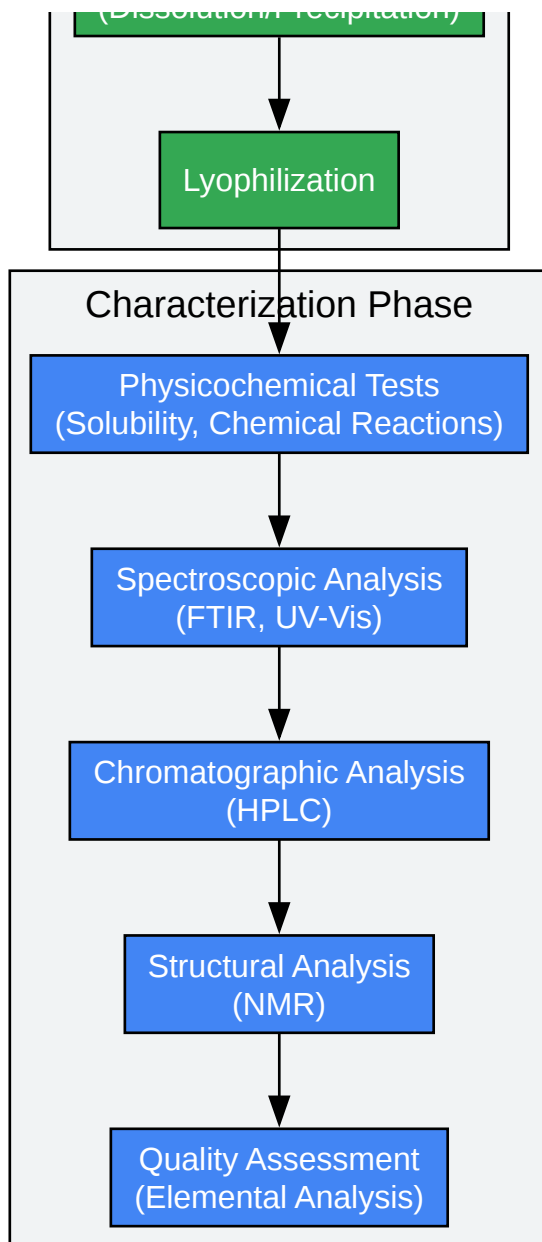 Lyophilization
Characterization Phase
Physicochemical Tests
(Solubility, Chemical Reactions)
Spectroscopic Analysis
(FTIR, UV-Vis)
Chromatographic Analysis
(HPLC)
Structural Analysis
(NMR)
Quality Assessment
(Elemental Analysis)